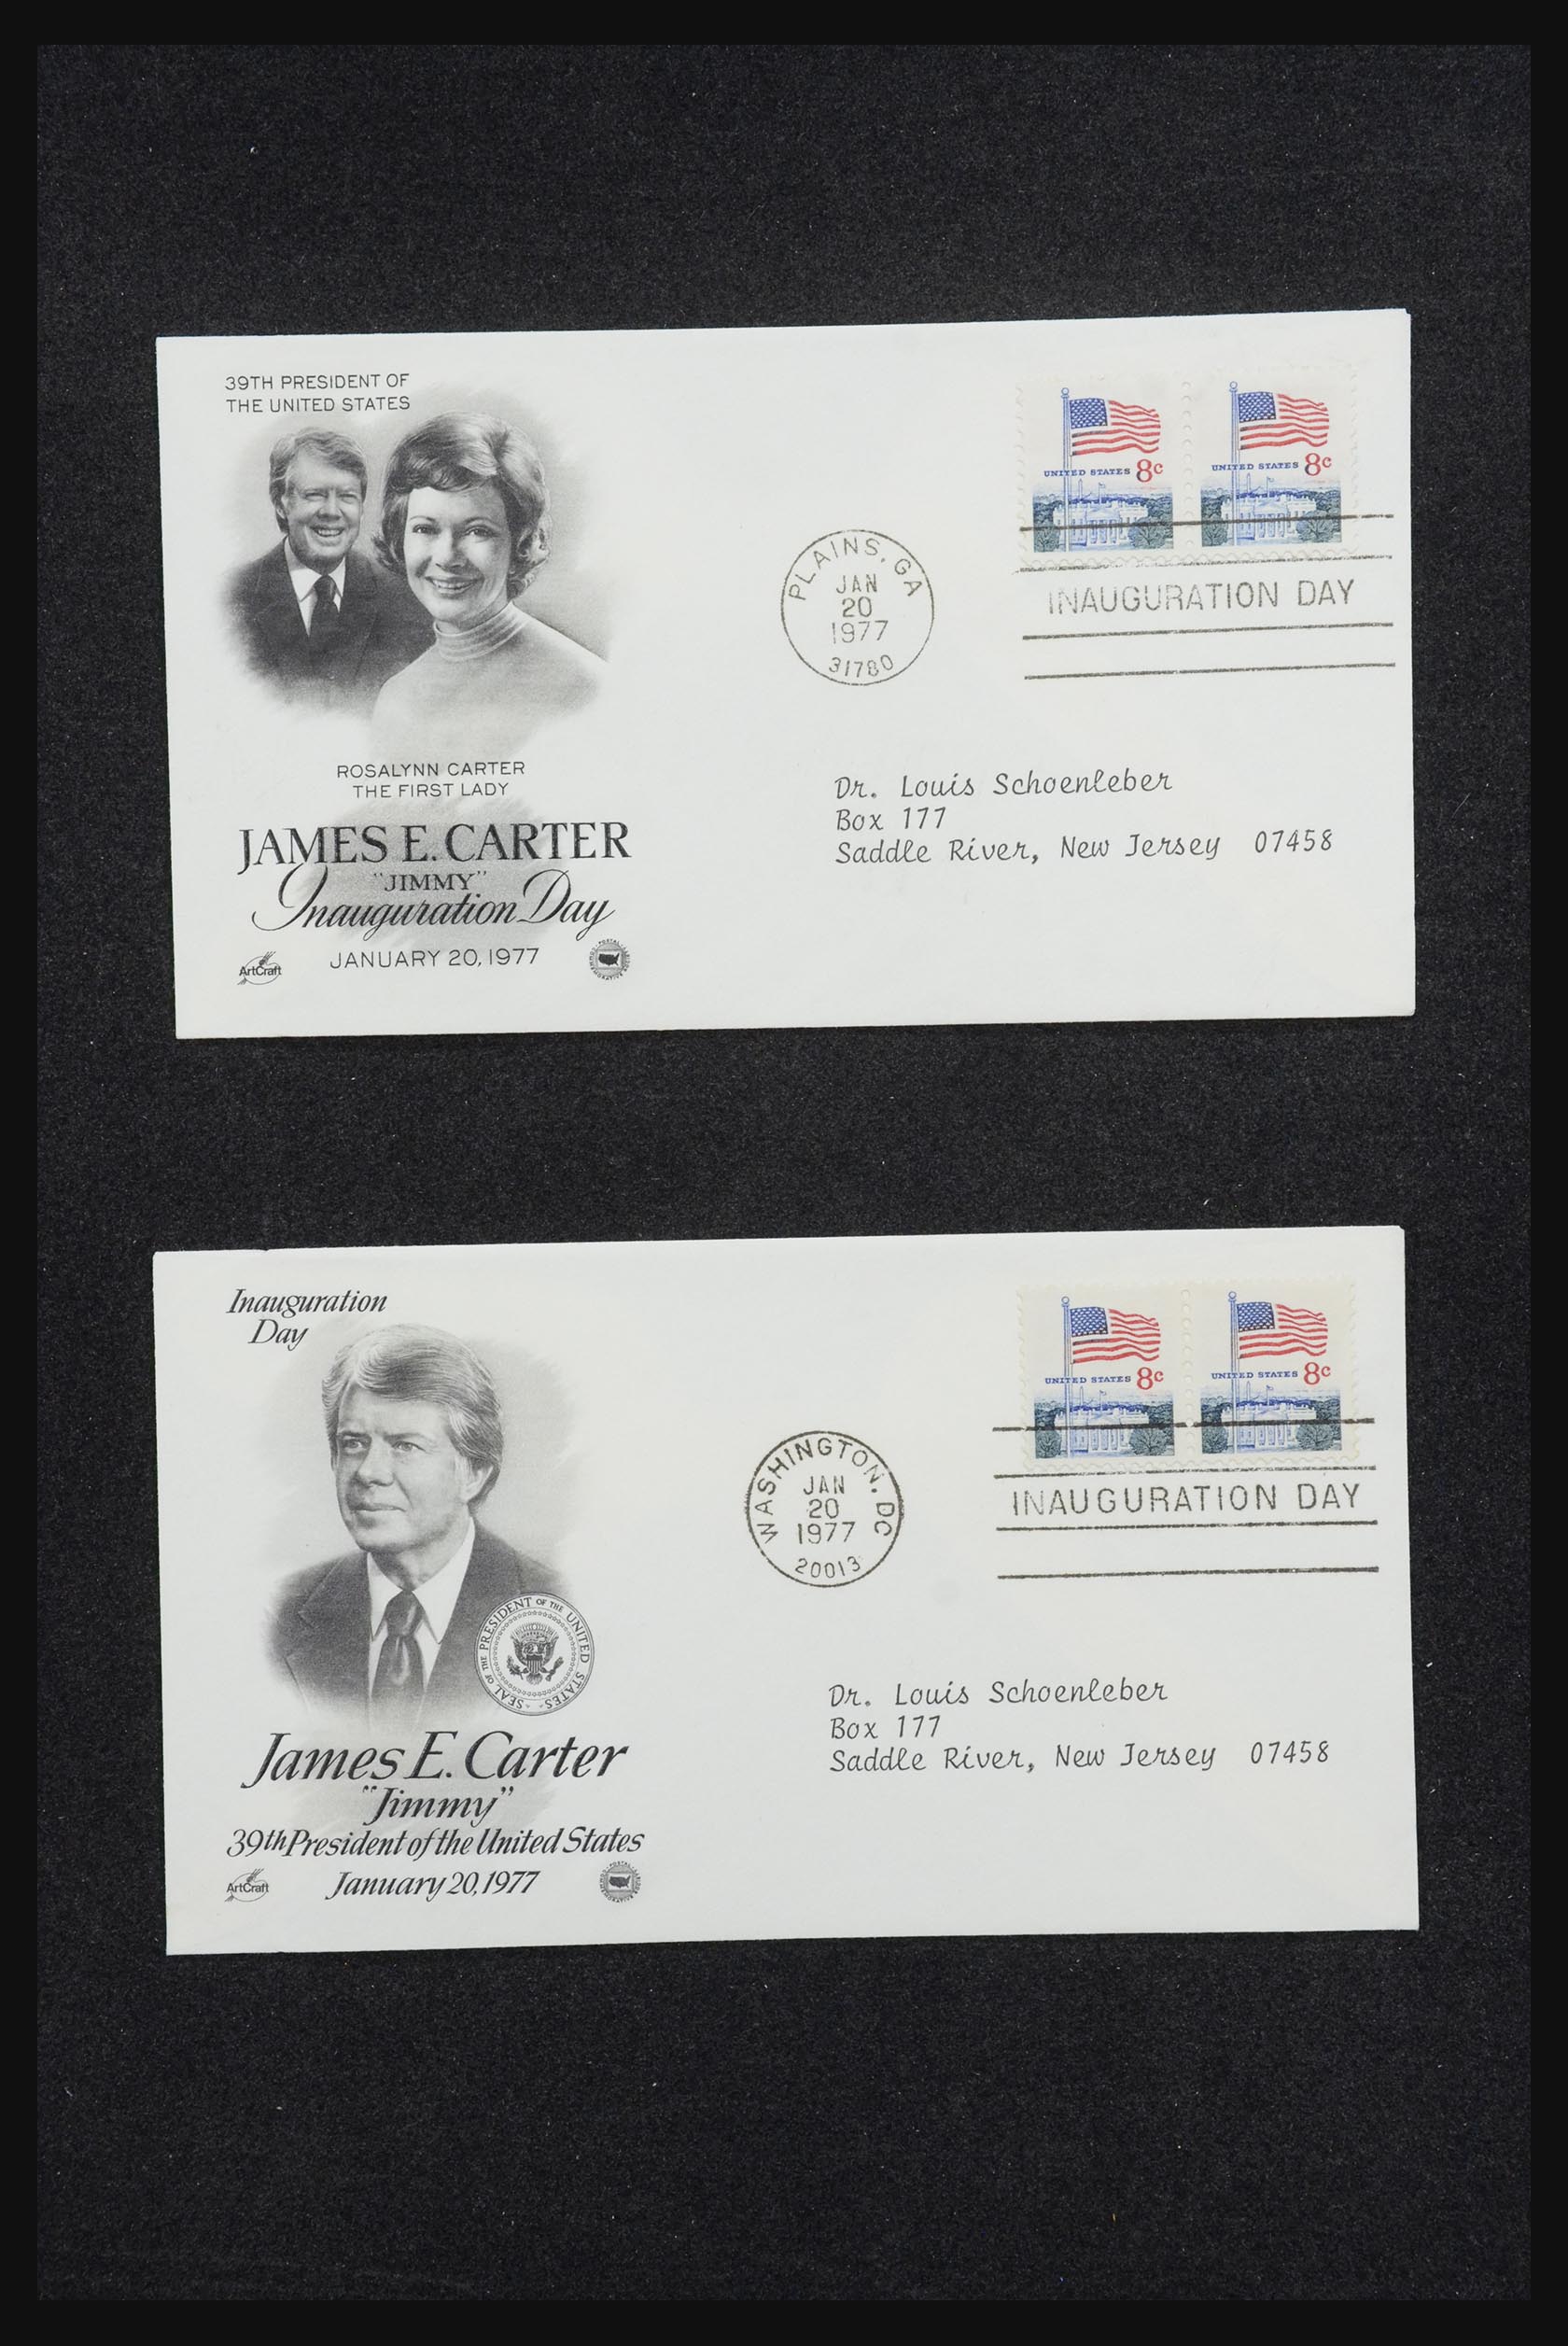 39TH PRESIDENT OF
THE UNITED STATES
ROSALYNN CARTER
THE FIRST LADY
JAMES E. CARTER
"JIMMY"
Inauguration Day
JANUARY 20, 1977
ArtCraft
PLAINS, GA
JAN
20
1977
31780
UNITED STATES 8c
UNITED STATES 8c
INAUGURATION DAY
Dr. Louis Schoenleber
Box 177
Saddle River, New Jersey 07458
Inauguration
Day
SEAL OF THE PRESIDENT OF THE UNITED STATES
James E. Carter
"Jimmy"
39th President of the United States
January 20, 1977
ArtCraft
WASHINGTON, DC
JAN
20
1977
20013
UNITED STATES 8c
UNITED STATES 8c
INAUGURATION DAY
Dr. Louis Schoenleber
Box 177
Saddle River, New Jersey 07458